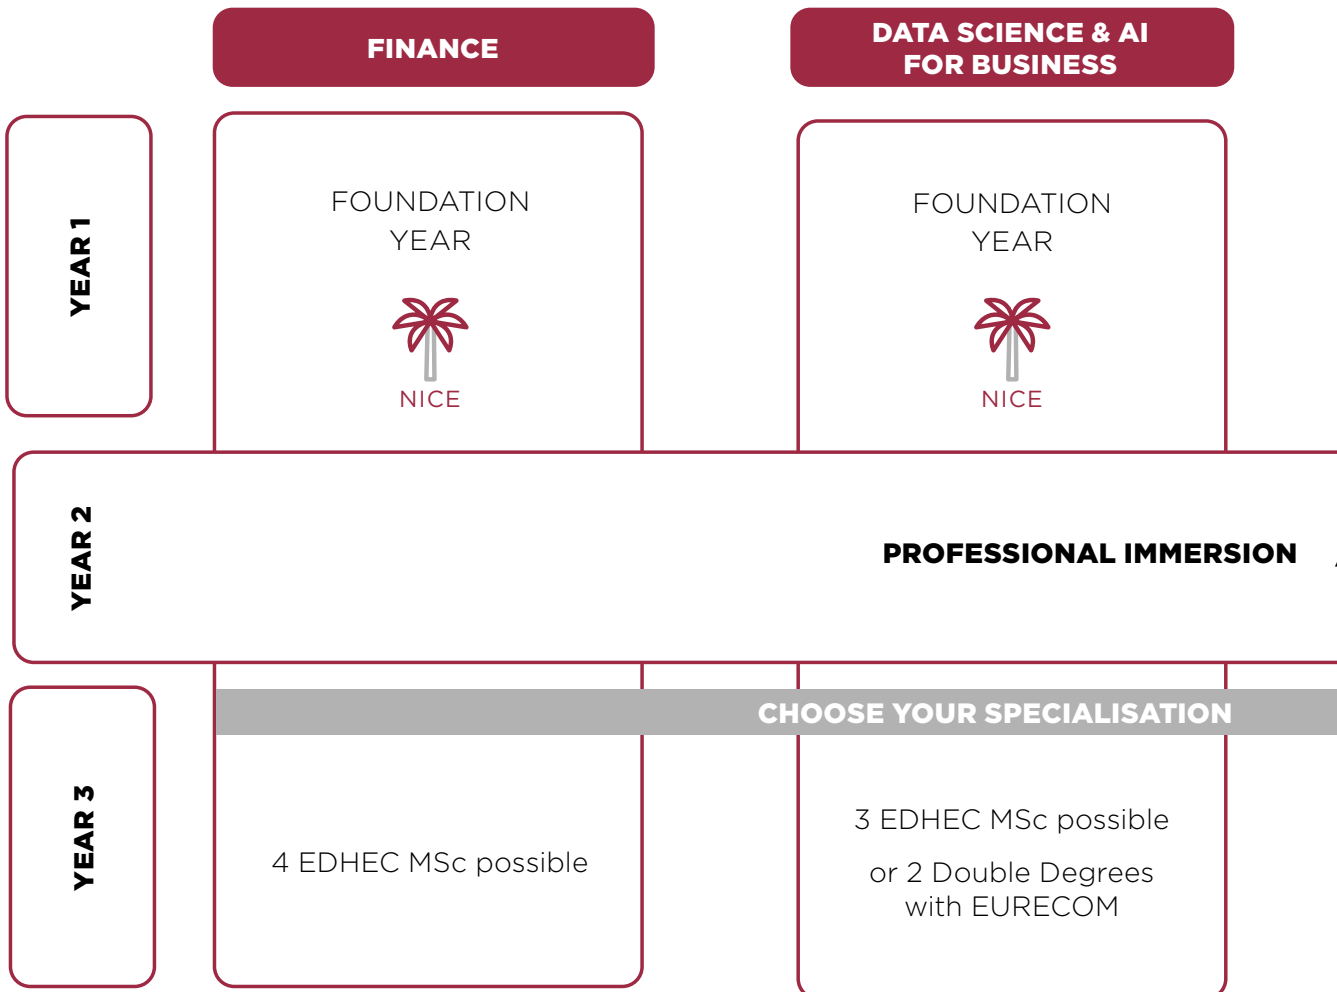 FINANCE
DATA SCIENCE & AI
FOR BUSINESS
YEAR 1
FOUNDATION
YEAR
NICE
FOUNDATION
YEAR
NICE
YEAR 2
PROFESSIONAL IMMERSION
CHOOSE YOUR SPECIALISATION
YEAR 3
4 EDHEC MSc possible
3 EDHEC MSc possible
or 2 Double Degrees
with EURECOM